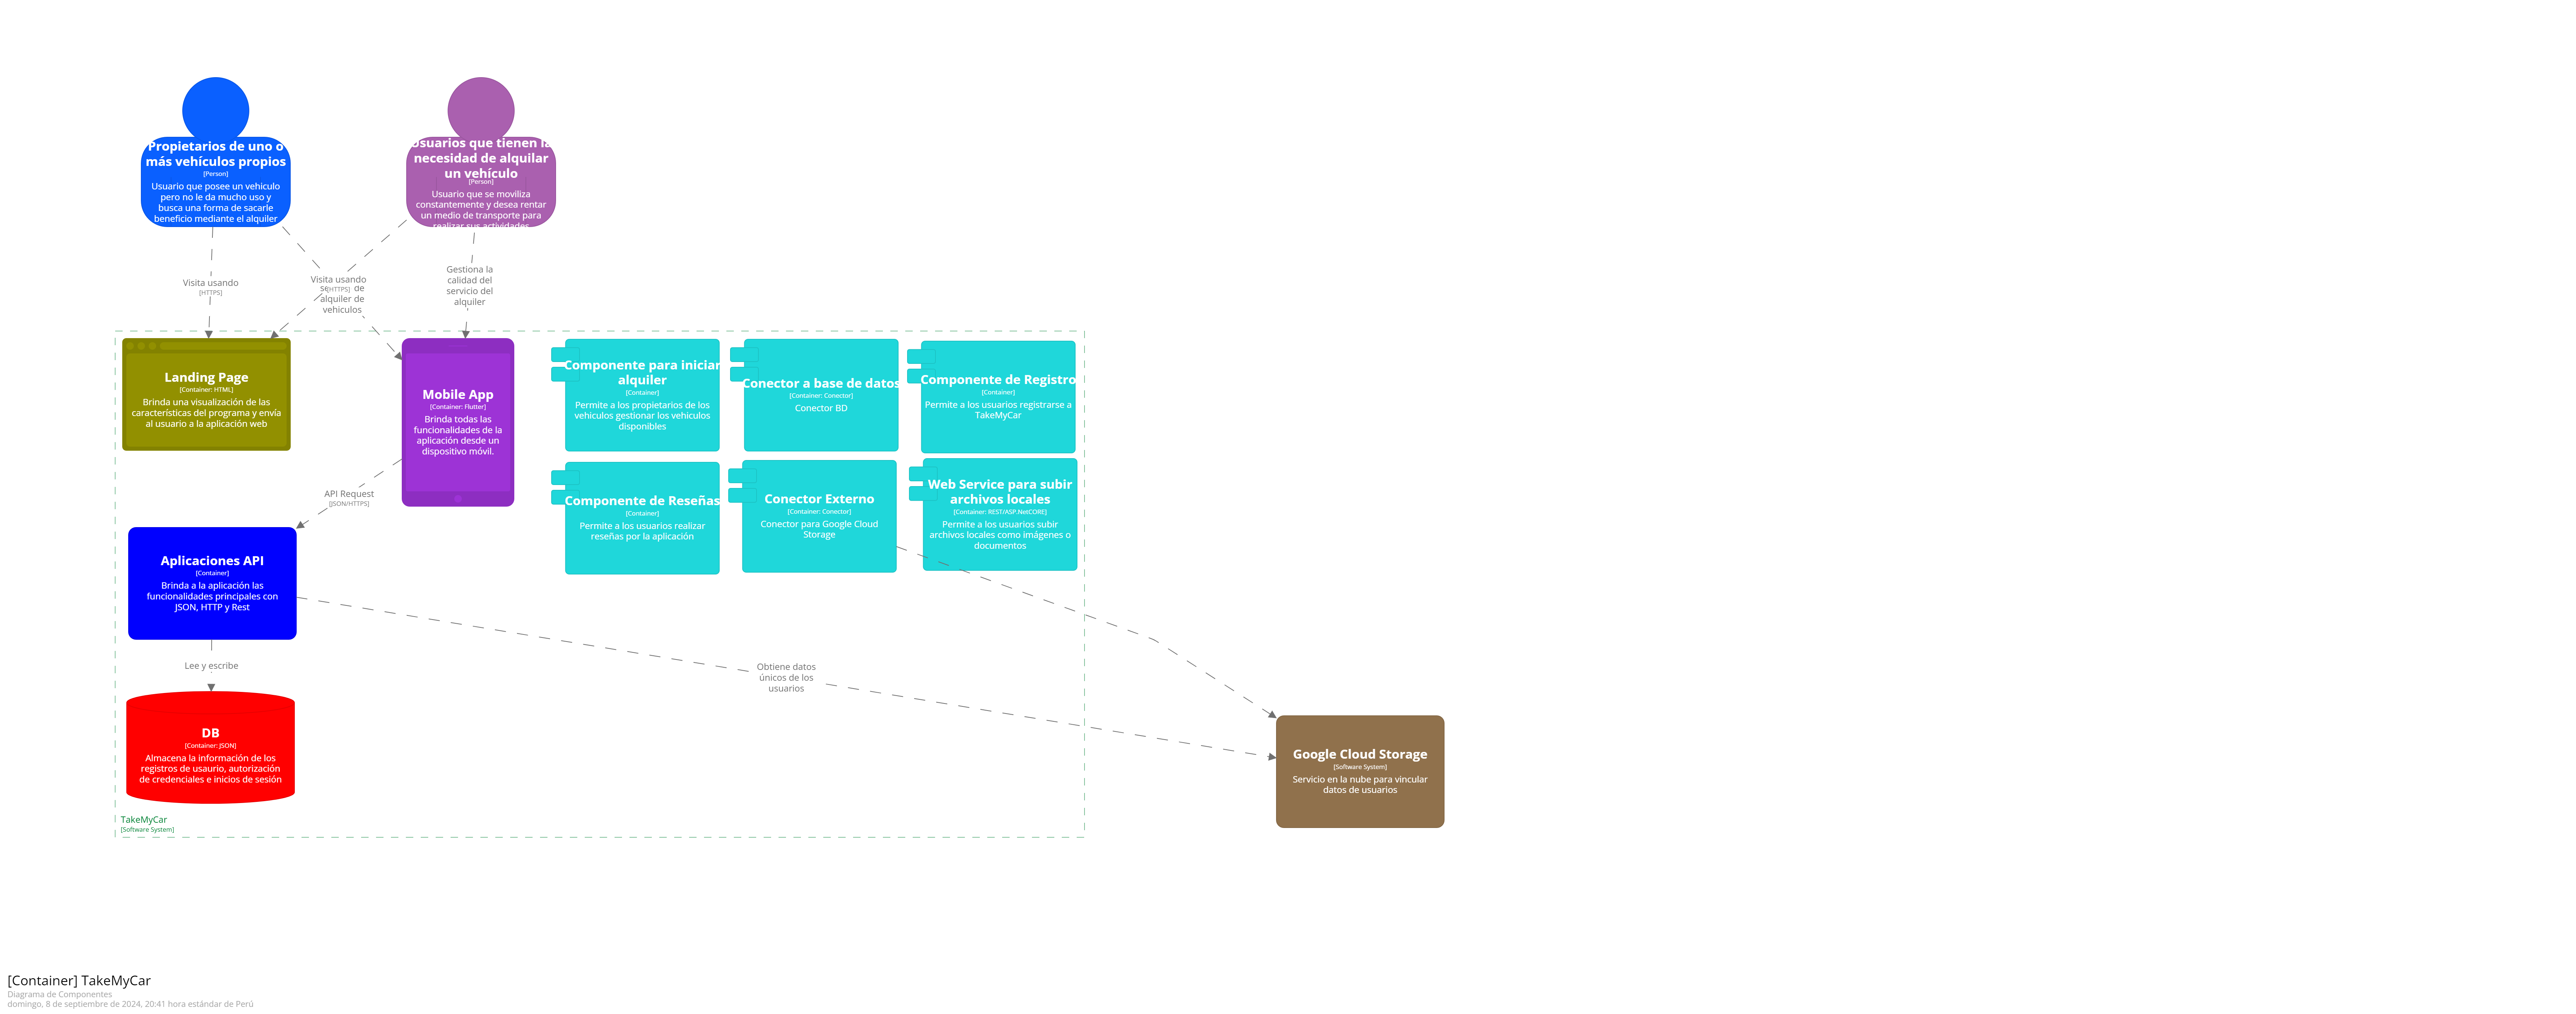 Propietarios de uno o
más vehículos propios
[Person]
Usuario que posee un vehiculo
pero no le da mucho uso y
busca una forma de sacarle
beneficio mediante el alquiler
Usuarios que tienen la
necesidad de alquilar
un vehículo
[Person]
Usuario que se moviliza
constantemente y desea rentar
un medio de transporte para
realizar sus actividades
Visita usando
[HTTPS]
Visita usando
[HTTPS] de
alquiler de
vehiculos
Gestiona la
calidad del
servicio del
alquiler
Landing Page
[Container: HTML]
Brinda una visualización de las
características del programa y envía
al usuario a la aplicación web
Mobile App
[Container: Flutter]
Brinda todas las
funcionalidades de la
aplicación desde un
dispositivo móvil.
Componente para iniciar
alquiler
[Container]
Permite a los propietarios de los
vehiculos gestionar los vehiculos
disponibles
Conector a base de datos
[Container: Conector]
Conector BD
Componente de Registro
[Container]
Permite a los usuarios registrarse a
TakeMyCar
Componente de Reseñas
[Container]
Permite a los usuarios realizar
reseñas por la aplicación
Conector Externo
[Container: Conector]
Conector para Google Cloud
Storage
Web Service para subir
archivos locales
[Container: REST/ASP.NetCORE]
Permite a los usuarios subir
archivos locales como imágenes o
documentos
API Request
[JSON/HTTPS]
Aplicaciones API
[Container]
Brinda a la aplicación las
funcionalidades principales con
JSON, HTTP y Rest
Lee y escribe
Obtiene datos
únicos de los
usuarios
DB
[Container: JSON]
Almacena la información de los
registros de usaurio, autorización
de credenciales e inicios de sesión
Google Cloud Storage
[Software System]
Servicio en la nube para vincular
datos de usuarios
TakeMyCar
[Software System]
[Container] TakeMyCar
Diagrama de Componentes
domingo, 8 de septiembre de 2024, 20:41 hora estándar de Perú